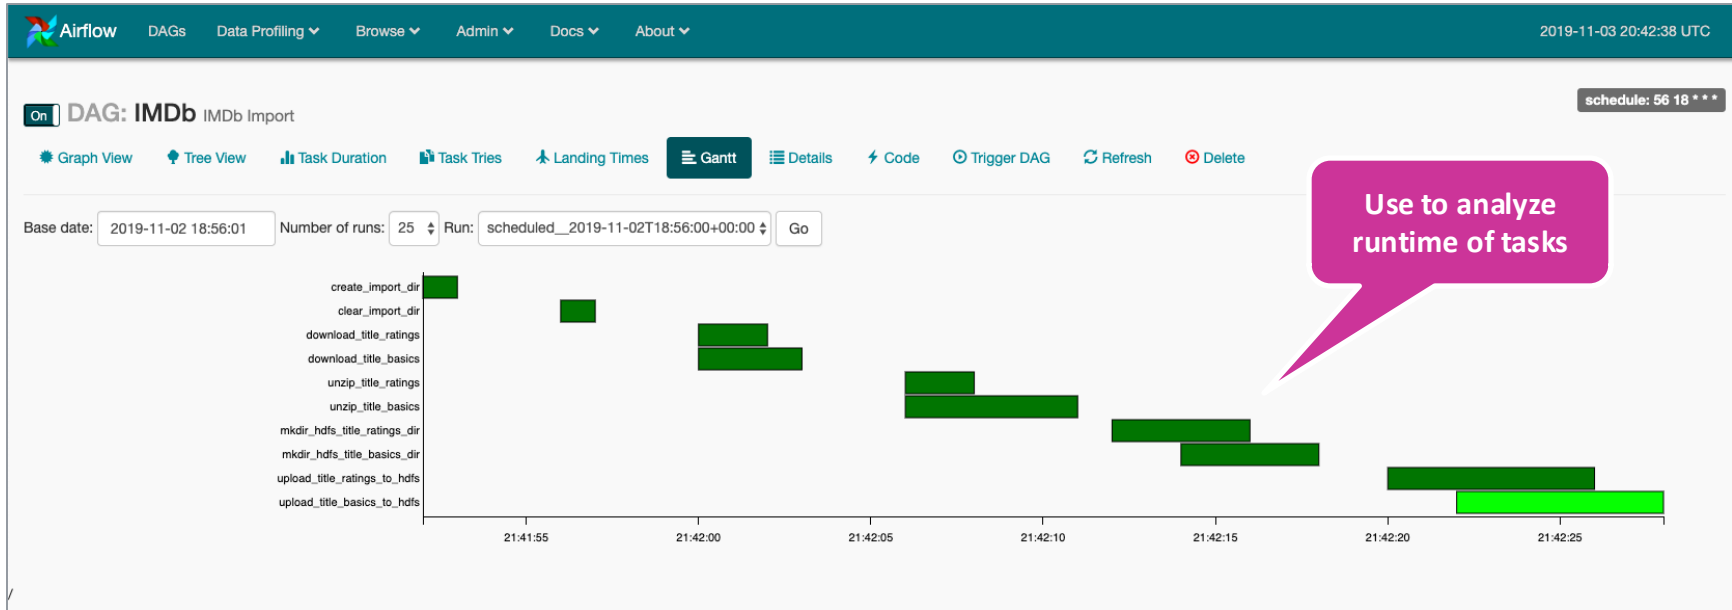 Airflow DAGs Data Profiling Browse Admin Docs About 2019-11-03 20:42:38 UTC
schedule: 56 18 * * *
On DAG: IMDb IMDb Import
Graph View Tree View Task Duration Task Tries Landing Times Gantt Details Code Trigger DAG Refresh Delete
Use to analyze
runtime of tasks
Base date: 2019-11-02 18:56:01 Number of runs: 25 Run: scheduled__2019-11-02T18:56:00+00:00 Go
create_import_dir
clear_import_dir
download_title_ratings
download_title_basics
unzip_title_ratings
unzip_title_basics
mkdir_hdfs_title_ratings_dir
mkdir_hdfs_title_basics_dir
upload_title_ratings_to_hdfs
upload_title_basics_to_hdfs
21:41:55 21:42:00 21:42:05 21:42:10 21:42:15 21:42:20 21:42:25
/